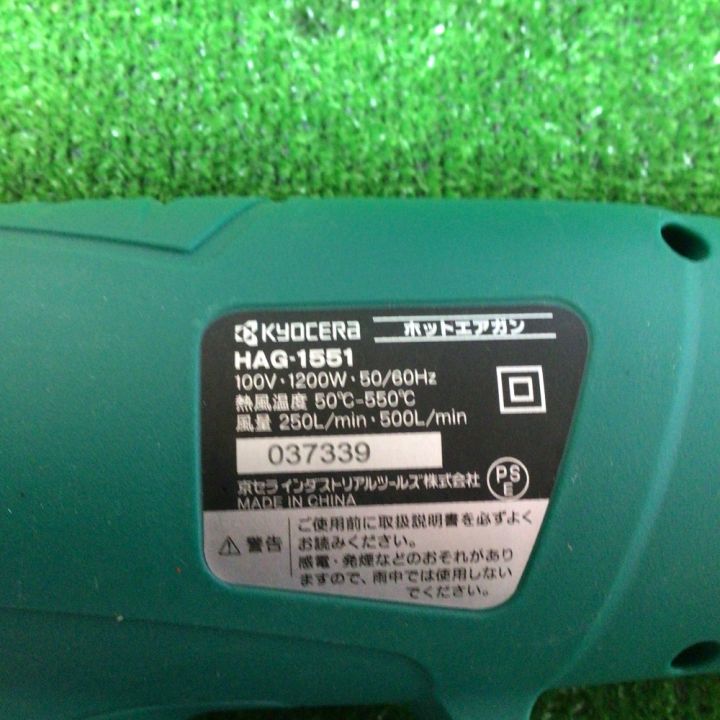 KYOCERA ホットエアガン
HAG-1551
100V・1200W・50/60Hz
熱風温度 50℃-550℃
風量 250L/min・500L/min
037339
京セラ インダストリアルツールズ株式会社
PS
E
MADE IN CHINA
⚠ 警告
ご使用前に取扱説明書を必ずよく
お読みください。
感電・発煙などのおそれがあり
ますので、雨中では使用しない
でください。